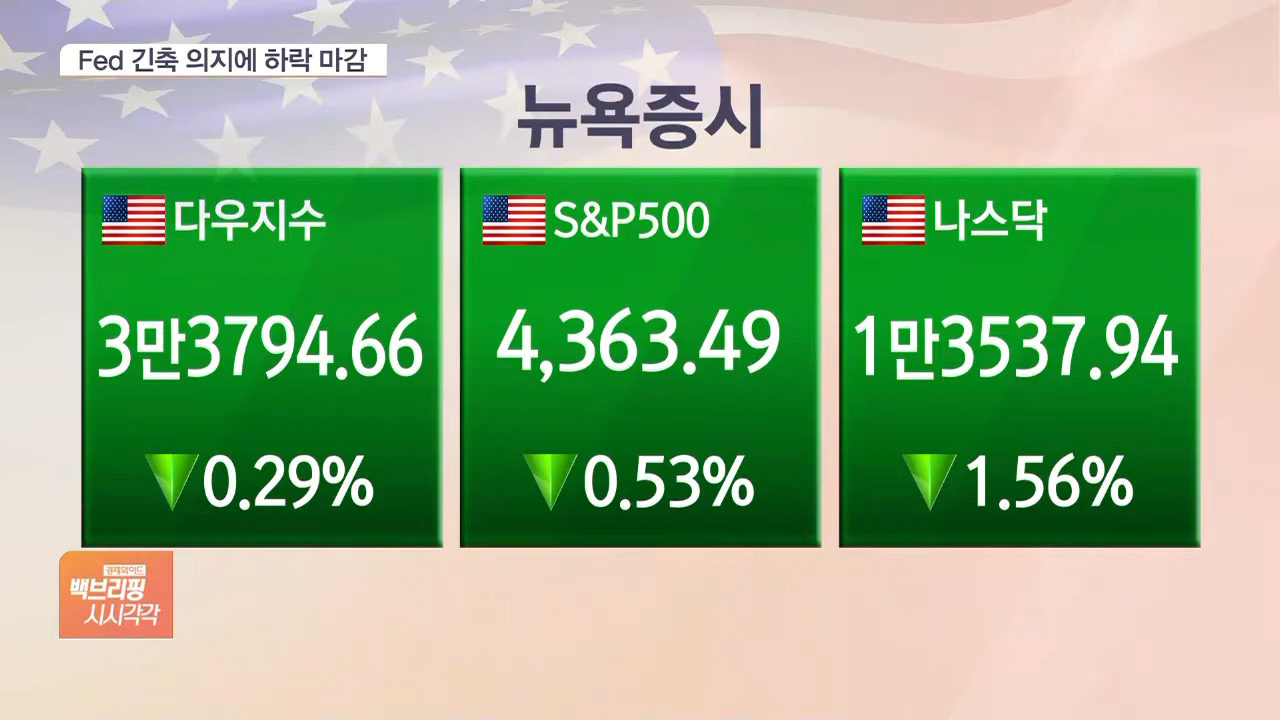 Fed 긴축 의지에 하락 마감
뉴욕증시
다우지수
3만3794.66
▼0.29%
S&P500
4,363.49
▼0.53%
나스닥
1만3537.94
▼1.56%
경제와이드
백브리핑
시시각각